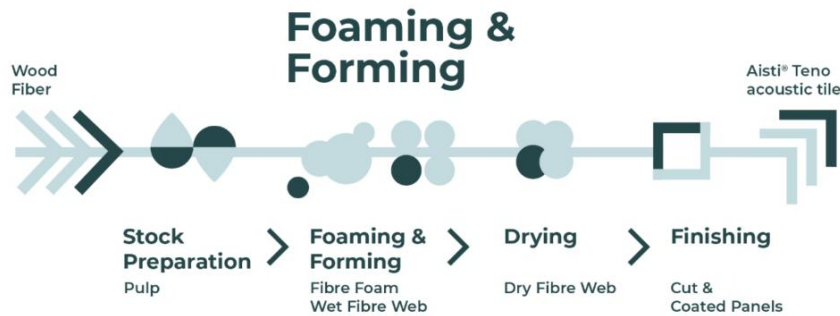 Foaming &
Forming
Wood
Fiber
Aisti® Teno
acoustic tile
Stock
Preparation
Pulp
Foaming &
Forming
Fibre Foam
Wet Fibre Web
Drying
Dry Fibre Web
Finishing
Cut &
Coated Panels